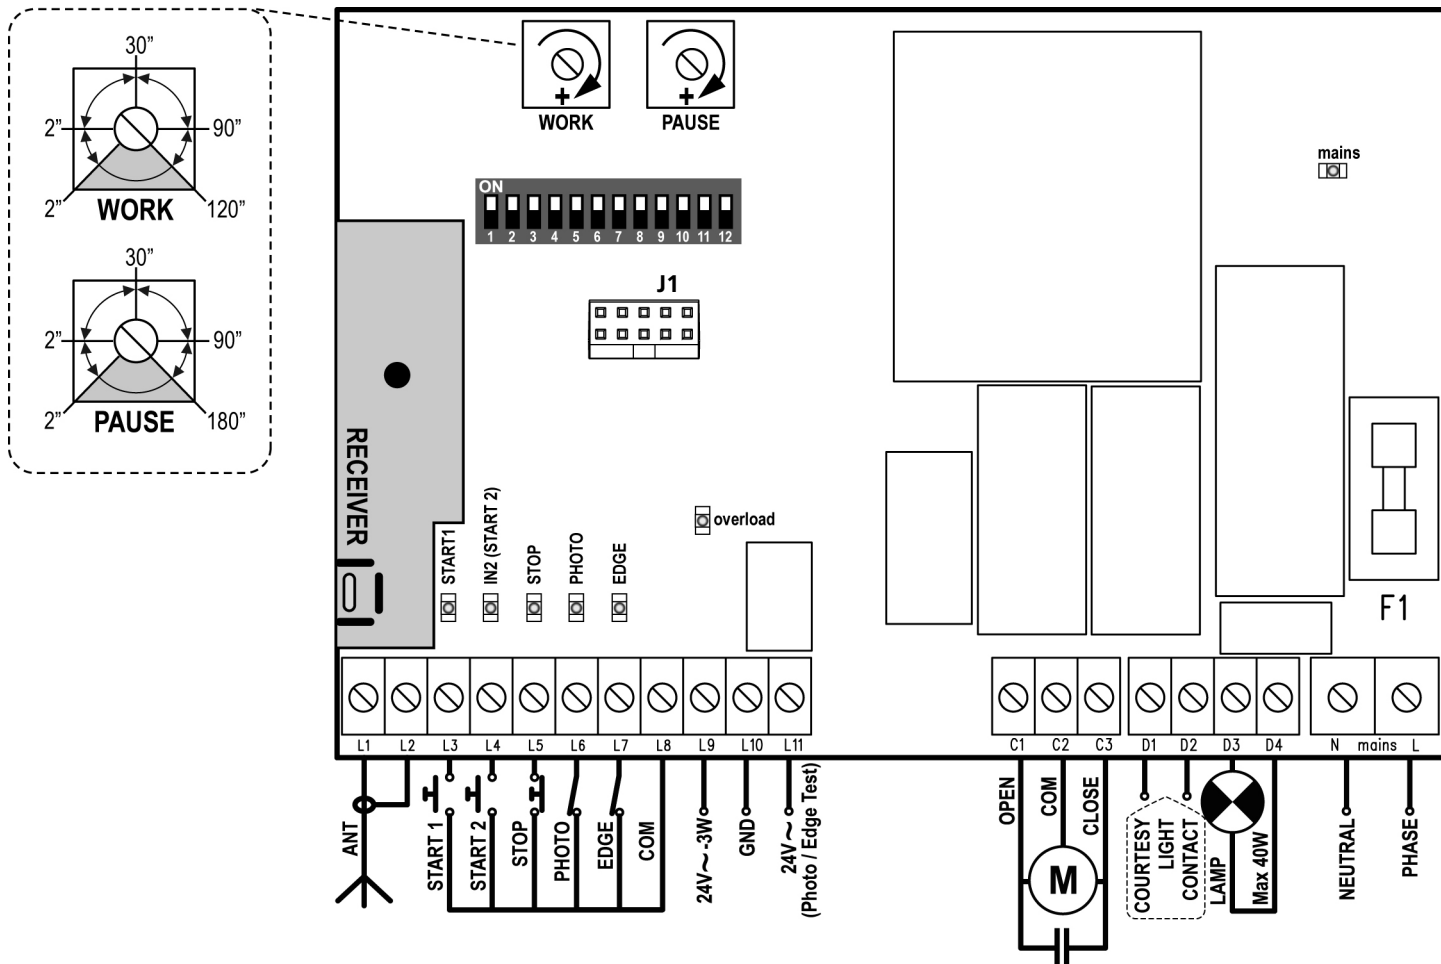 30”
2”
90”
2”
120”
WORK
30”
2”
90”
2”
180”
PAUSE
+
WORK
+
PAUSE
mains
ON
1 2 3 4 5 6 7 8 9 10 11 12
J1
RECEIVER
START1
IN2 (START 2)
STOP
PHOTO
EDGE
overload
F1
L1 L2 L3 L4 L5 L6 L7 L8 L9 L10 L11
C1 C2 C3
D1 D2 D3 D4
N mains L
ANT
START 1
START 2
STOP
PHOTO
EDGE
COM
24V~ -3W
GND
24V~
(Photo / Edge Test)
OPEN
COM
CLOSE
M
COURTESY
LIGHT
CONTACT
LAMP
Max 40W
NEUTRAL
PHASE